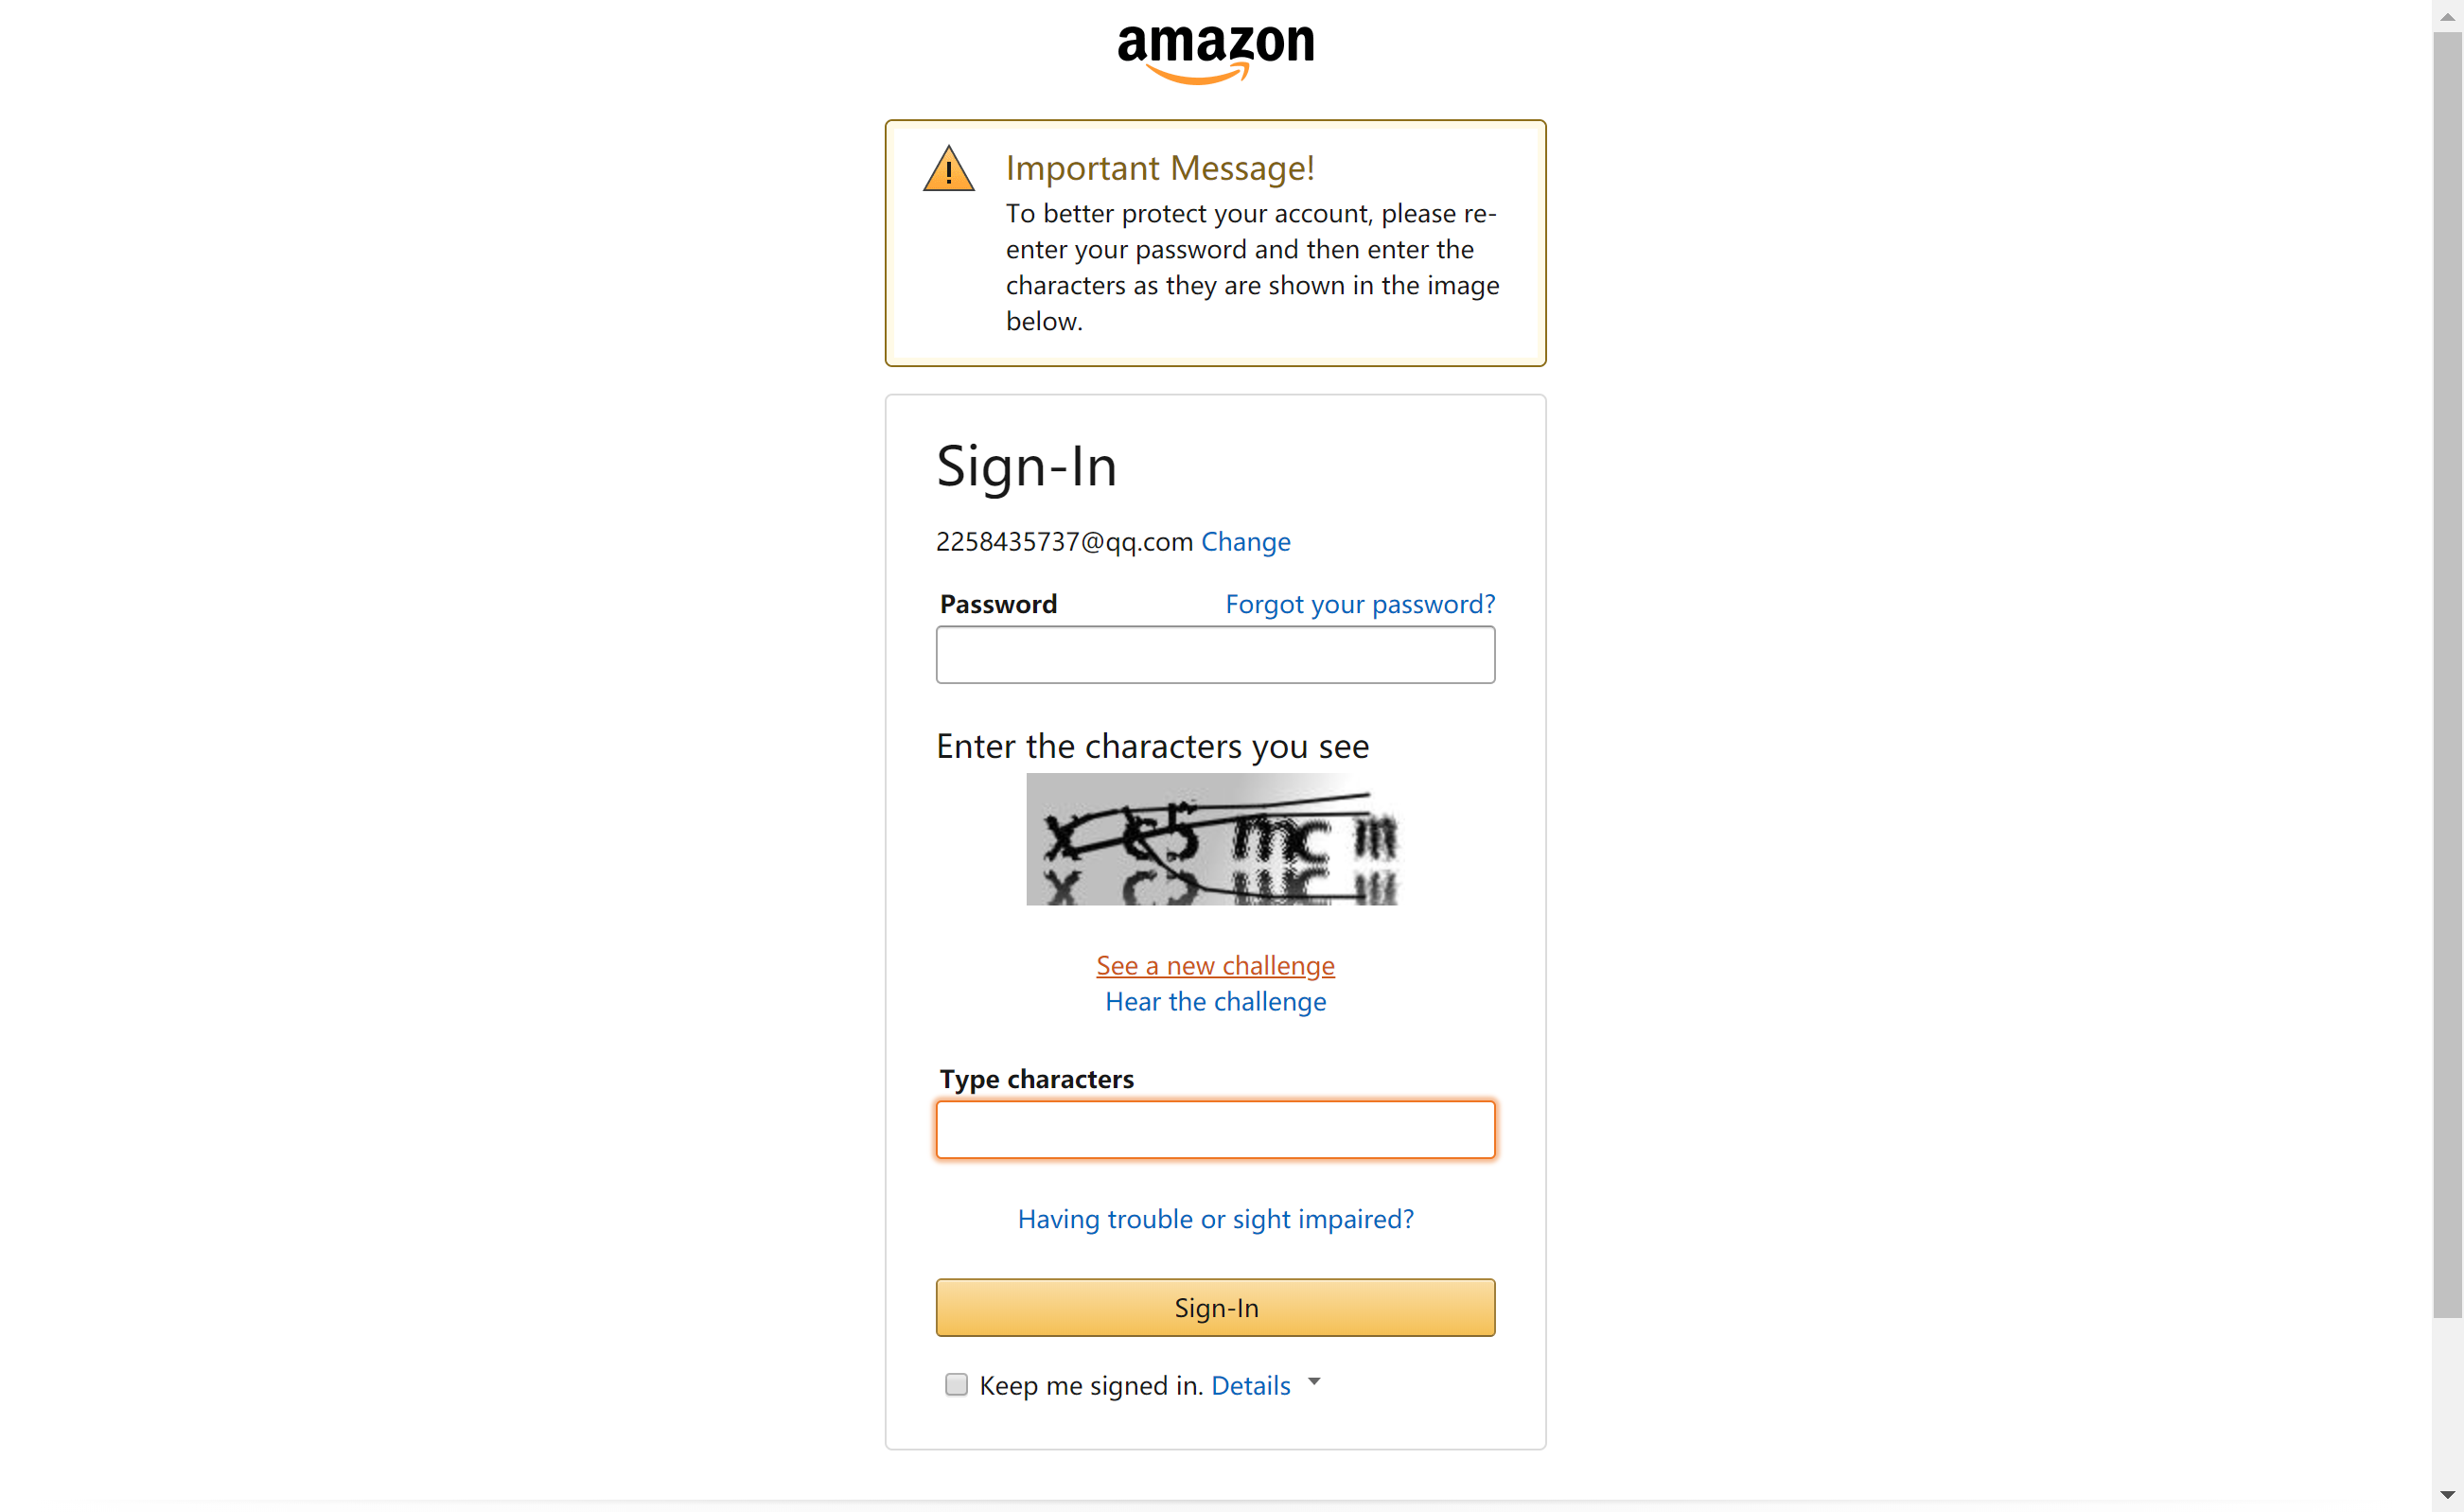 amazon
Important Message!
To better protect your account, please re-
enter your password and then enter the
characters as they are shown in the image
below.
Sign-In
2258435737@qq.com Change
Password Forgot your password?
Enter the characters you see
See a new challenge
Hear the challenge
Type characters
Having trouble or sight impaired?
Sign-In
Keep me signed in. Details